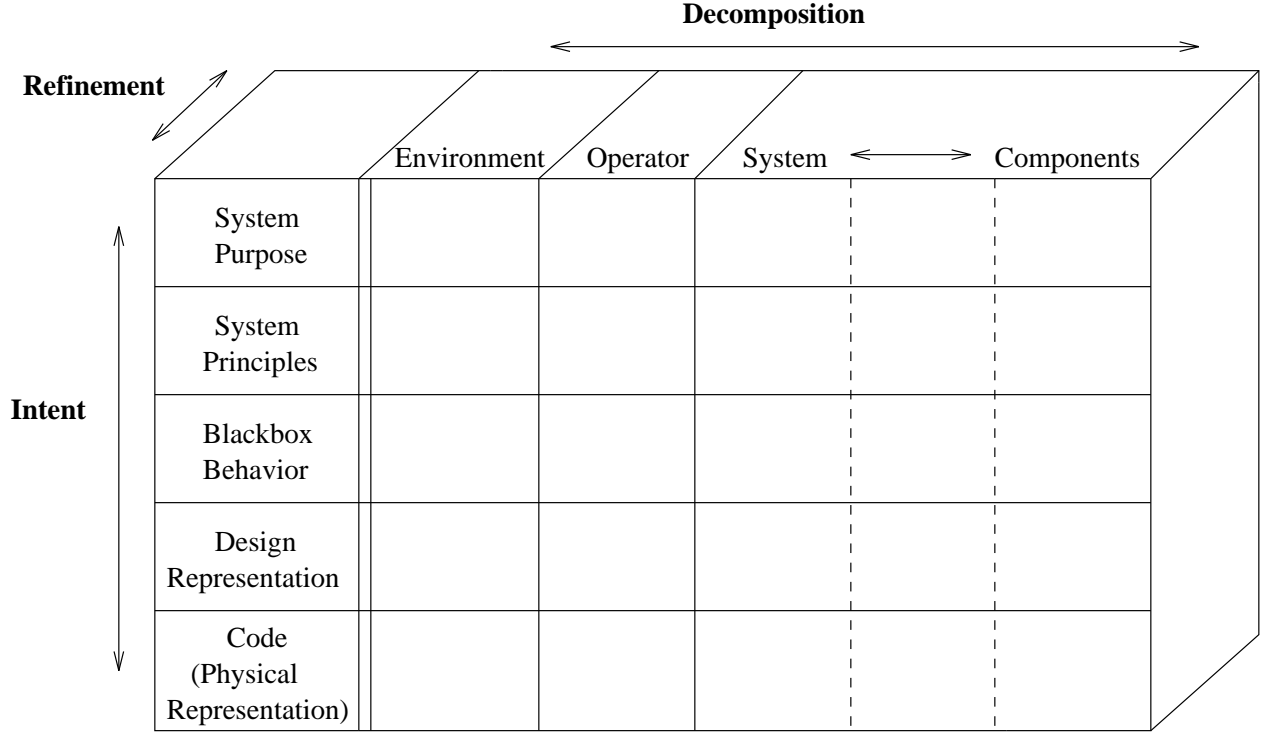 Decomposition
Refinement
Environment Operator System Components
System
Purpose
System
Principles
Intent
Blackbox
Behavior
Design
Representation
Code
(Physical
Representation)